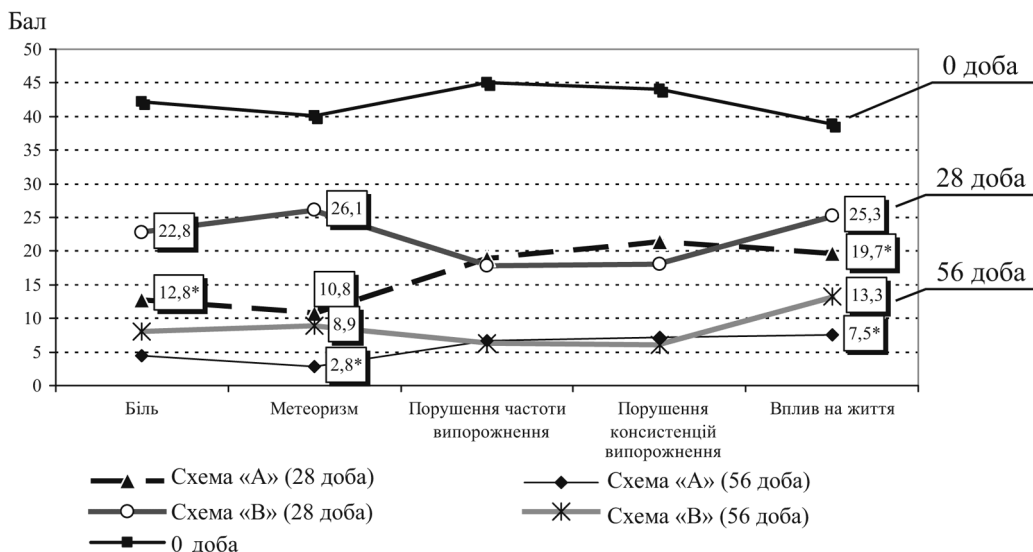 Бал
50
45
40
35
30
25
20
15
10
5
0
0 доба
28 доба
56 доба
22,8
26,1
25,3
12,8*
10,8
19,7*
8,9
13,3
2,8*
7,5*
Біль
Метеоризм
Порушення частоти
випорожнення
Порушення
консистенцій
випорожнення
Вплив на життя
Схема «А» (28 доба)
Схема «В» (28 доба)
0 доба
Схема «А» (56 доба)
Схема «В» (56 доба)